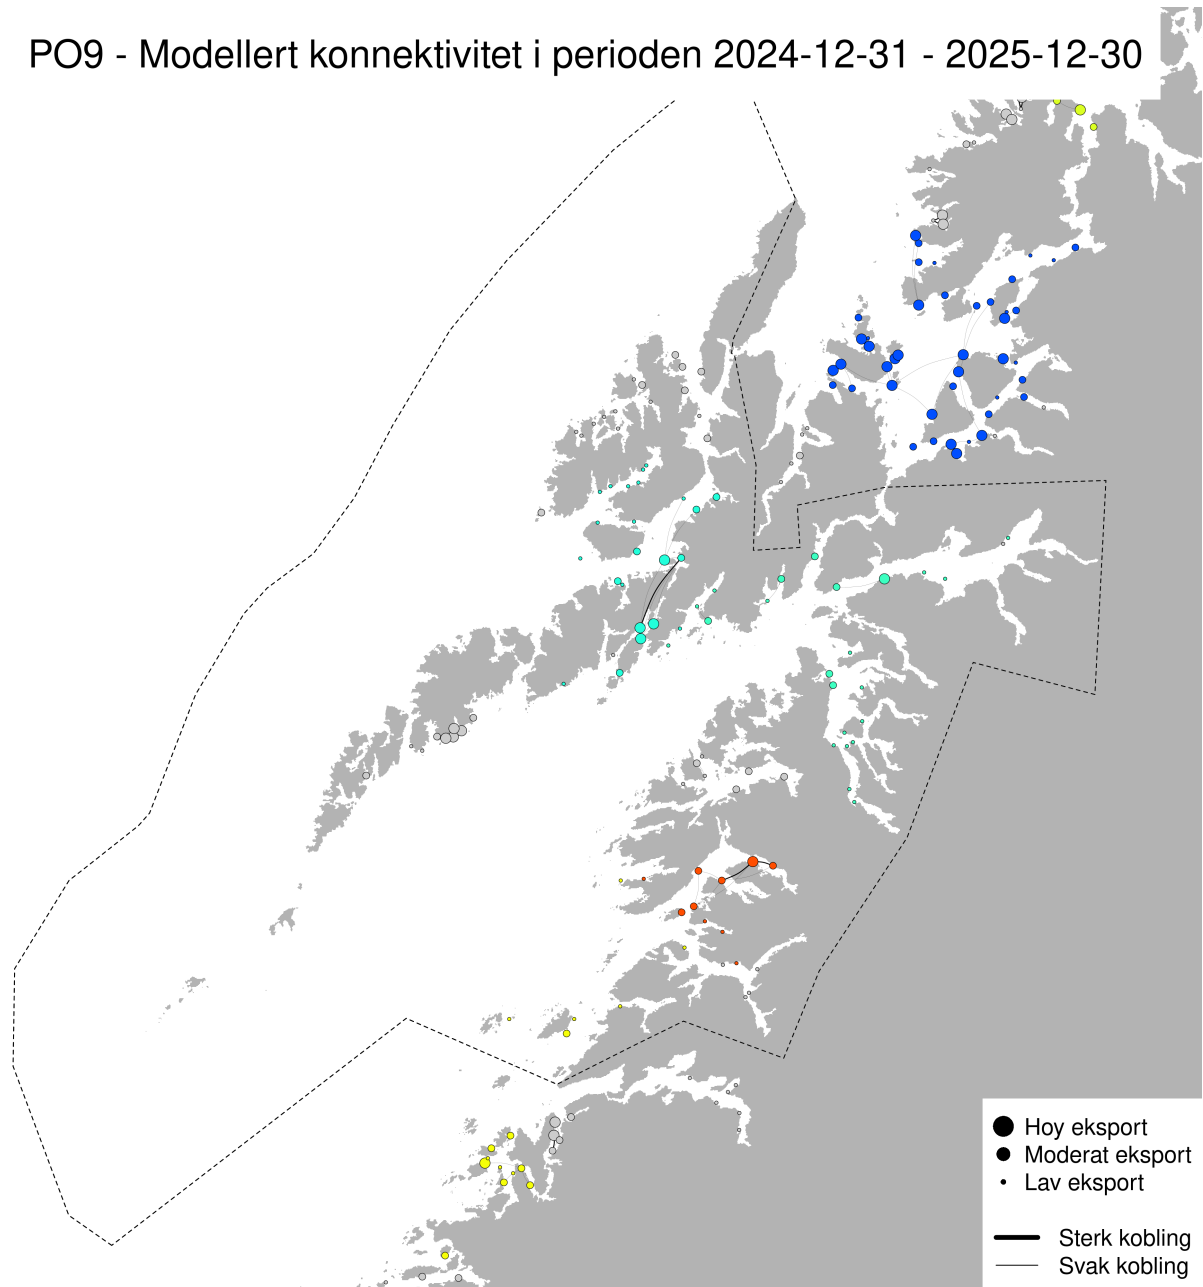 PO9 - Modellert konnektivitet i perioden 2024-12-31 - 2025-12-30
Hoy eksport
Moderat eksport
Lav eksport
Sterk kobling
Svak kobling